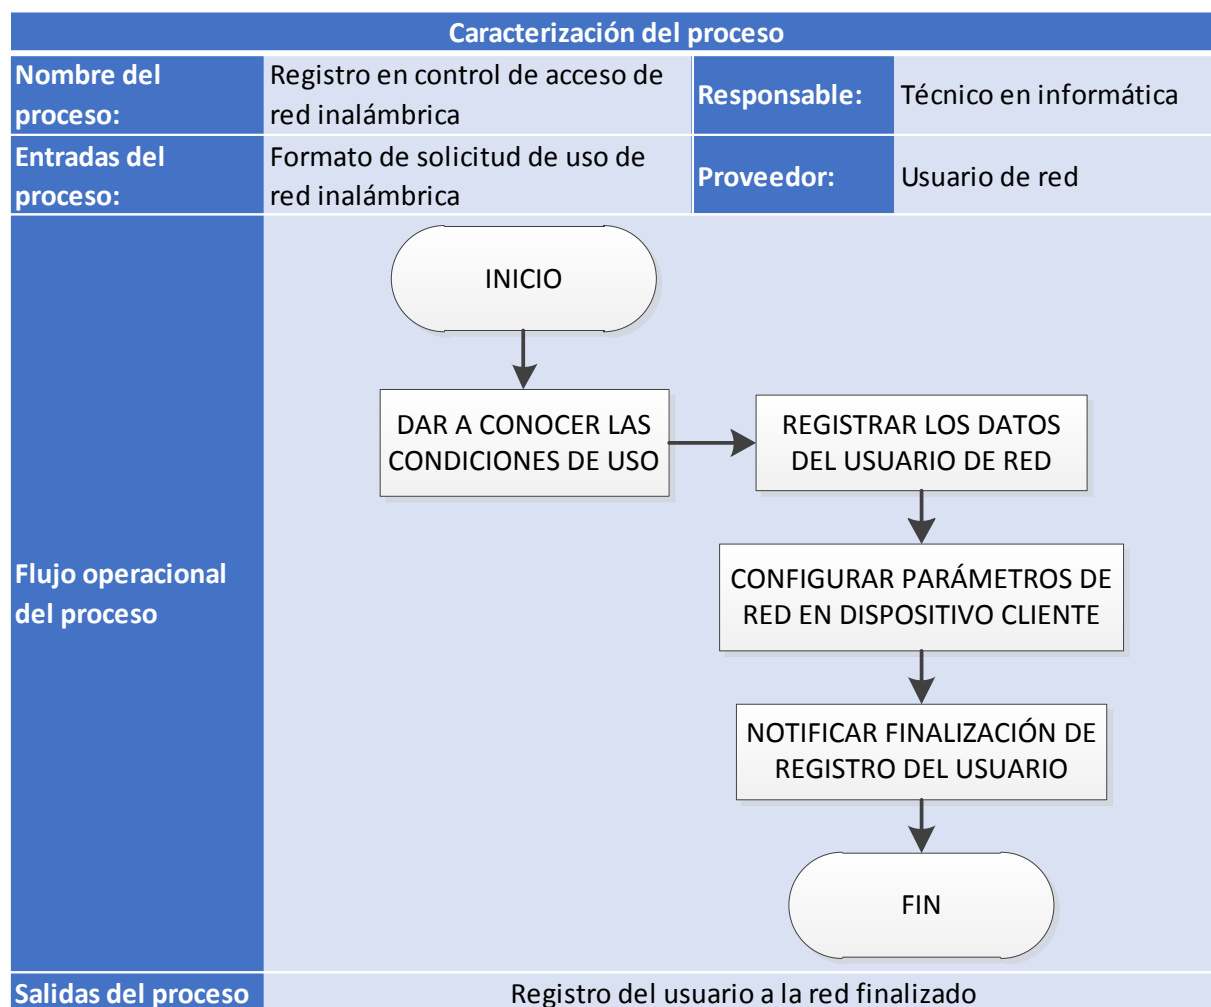 Caracterización del proceso
Nombre del
proceso:
Registro en control de acceso de
red inalámbrica
Responsable:
Técnico en informática
Entradas del
proceso:
Formato de solicitud de uso de
red inalámbrica
Proveedor:
Usuario de red
Flujo operacional
del proceso
INICIO
DAR A CONOCER LAS
CONDICIONES DE USO
REGISTRAR LOS DATOS
DEL USUARIO DE RED
CONFIGURAR PARÁMETROS DE
RED EN DISPOSITIVO CLIENTE
NOTIFICAR FINALIZACIÓN DE
REGISTRO DEL USUARIO
FIN
Salidas del proceso
Registro del usuario a la red finalizado